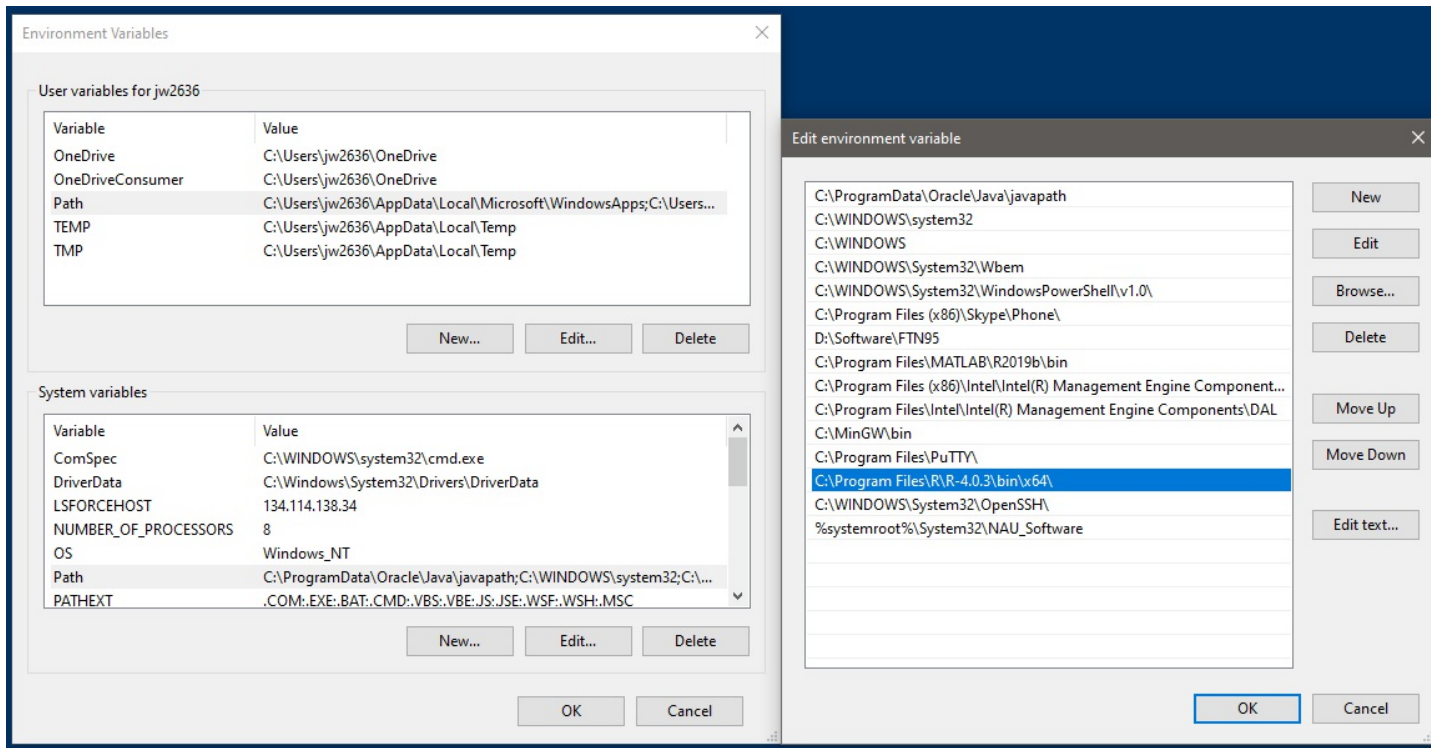 Environment Variables
User variables for jw2636
Variable Value
OneDrive C:\Users\jw2636\OneDrive
OneDriveConsumer C:\Users\jw2636\OneDrive
Path C:\Users\jw2636\AppData\Local\Microsoft\WindowsApps;C:\Users...
TEMP C:\Users\jw2636\AppData\Local\Temp
TMP C:\Users\jw2636\AppData\Local\Temp
New... Edit... Delete
System variables
Variable Value
ComSpec C:\WINDOWS\system32\cmd.exe
DriverData C:\Windows\System32\Drivers\DriverData
LSFORCEHOST 134.114.138.34
NUMBER_OF_PROCESSORS 8
OS Windows_NT
Path C:\ProgramData\Oracle\Java\javapath;C:\WINDOWS\system32;C:\...
PATHEXT .COM;.EXE;.BAT;.CMD;.VBS;.VBE;.JS;.JSE;.WSF;.WSH;.MSC
New... Edit... Delete
OK Cancel
Edit environment variable
C:\ProgramData\Oracle\Java\javapath
C:\WINDOWS\system32
C:\WINDOWS
C:\WINDOWS\System32\Wbem
C:\WINDOWS\System32\WindowsPowerShell\v1.0\
C:\Program Files (x86)\Skype\Phone\
D:\Software\FTN95
C:\Program Files\MATLAB\R2019b\bin
C:\Program Files (x86)\Intel\Intel(R) Management Engine Component...
C:\Program Files\Intel\Intel(R) Management Engine Components\DAL
C:\MinGW\bin
C:\Program Files\PuTTY\
C:\Program Files\R\R-4.0.3\bin\x64\
C:\WINDOWS\System32\OpenSSH\
%systemroot%\System32\NAU_Software
New
Edit
Browse...
Delete
Move Up
Move Down
Edit text...
OK Cancel